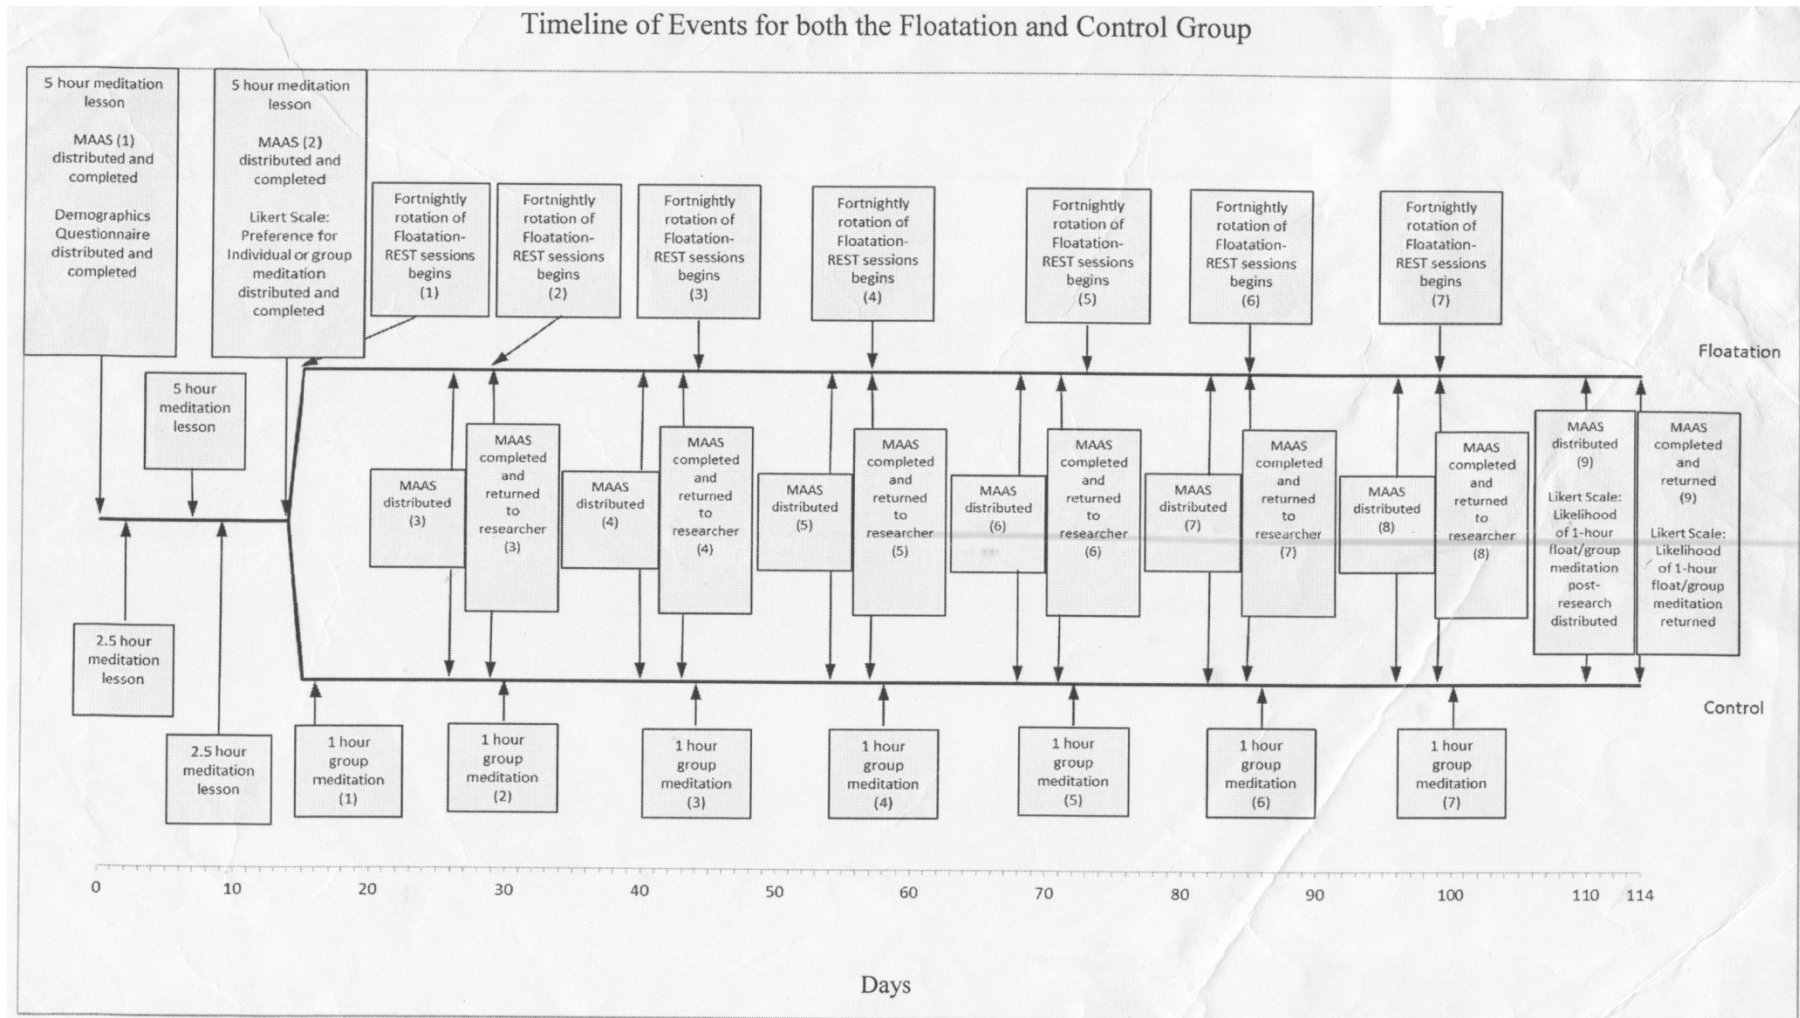 Timeline of Events for both the Floatation and Control Group
5 hour meditation
lesson
MAAS (1)
distributed and
completed
Demographics
Questionnaire
distributed and
completed
5 hour meditation
lesson
MAAS (2)
distributed and
completed
Likert Scale:
Preference for
Individual or group
meditation
distributed and
completed
Fortnightly
rotation of
Floatation-
REST sessions
begins
(1)
Fortnightly
rotation of
Floatation-
REST sessions
begins
(2)
Fortnightly
rotation of
Floatation-
REST sessions
begins
(3)
Fortnightly
rotation of
Floatation-
REST sessions
begins
(4)
Fortnightly
rotation of
Floatation-
REST sessions
begins
(5)
Fortnightly
rotation of
Floatation-
REST sessions
begins
(6)
Fortnightly
rotation of
Floatation-
REST sessions
begins
(7)
Floatation
5 hour
meditation
lesson
MAAS
distributed
(3)
MAAS
completed
and
returned
to
researcher
(3)
MAAS
distributed
(4)
MAAS
completed
and
returned
to
researcher
(4)
MAAS
distributed
(5)
MAAS
completed
and
returned
to
researcher
(5)
MAAS
distributed
(6)
MAAS
completed
and
returned
to
researcher
(6)
MAAS
distributed
(7)
MAAS
completed
and
returned
to
researcher
(7)
MAAS
distributed
(8)
MAAS
completed
and
returned
to
researcher
(8)
MAAS
distributed
(9)
Likert Scale:
Likelihood
of 1-hour
float/group
meditation
post-
research
distributed
MAAS
completed
and
returned
(9)
Likert Scale:
Likelihood
of 1-hour
float/group
meditation
returned
2.5 hour
meditation
lesson
2.5 hour
meditation
lesson
Control
1 hour
group
meditation
(1)
1 hour
group
meditation
(2)
1 hour
group
meditation
(3)
1 hour
group
meditation
(4)
1 hour
group
meditation
(5)
1 hour
group
meditation
(6)
1 hour
group
meditation
(7)
0 10 20 30 40 50 60 70 80 90 100 110 114
Days